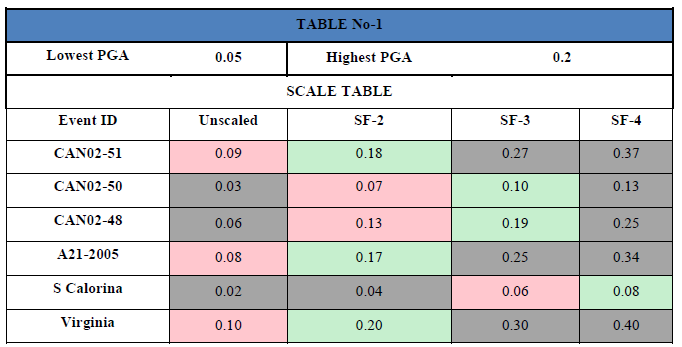 TABLE No-1
Lowest PGA 0.05 Highest PGA 0.2
SCALE TABLE
Event ID Unscaled SF-2 SF-3 SF-4
CAN02-51 0.09 0.18 0.27 0.37
CAN02-50 0.03 0.07 0.10 0.13
CAN02-48 0.06 0.13 0.19 0.25
A21-2005 0.08 0.17 0.25 0.34
S Calorina 0.02 0.04 0.06 0.08
Virginia 0.10 0.20 0.30 0.40